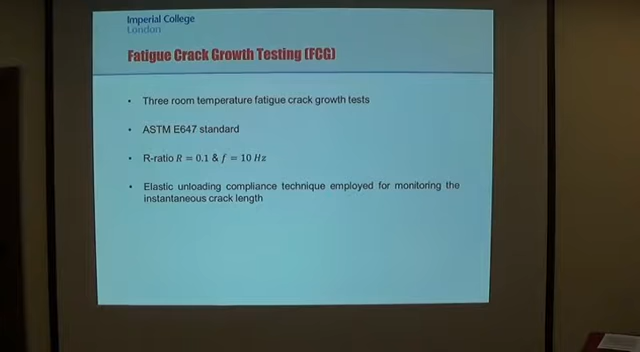 Imperial College
London
Fatigue Crack Growth Testing (FCG)
• Three room temperature fatigue crack growth tests
• ASTM E647 standard
• R-ratio R = 0.1 & f = 10 Hz
• Elastic unloading compliance technique employed for monitoring the
instantaneous crack length